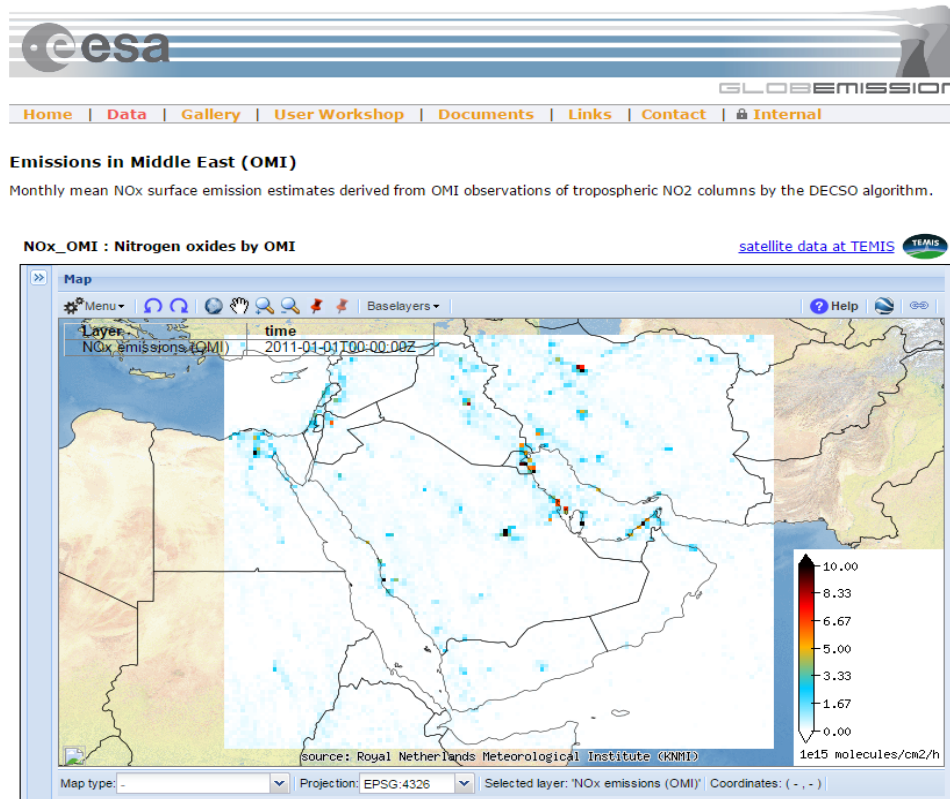 esa
GLOBEMISSION
Home | Data | Gallery | User Workshop | Documents | Links | Contact | Internal
Emissions in Middle East (OMI)
Monthly mean NOx surface emission estimates derived from OMI observations of tropospheric NO2 columns by the DECSO algorithm.
NOx_OMI : Nitrogen oxides by OMI
satellite data at TEMIS
TEMIS
Map
Menu
Baselayers
Help
Layer time
NOx emissions (OMI) 2011-01-01T00:00:00Z
10.00
8.33
6.67
5.00
3.33
1.67
0.00
1e15 molecules/cm2/h
source: Royal Netherlands Meteorological Institute (KNMI)
Map type: - Projection: EPSG:4326 Selected layer: 'NOx emissions (OMI)' Coordinates: ( - , - )